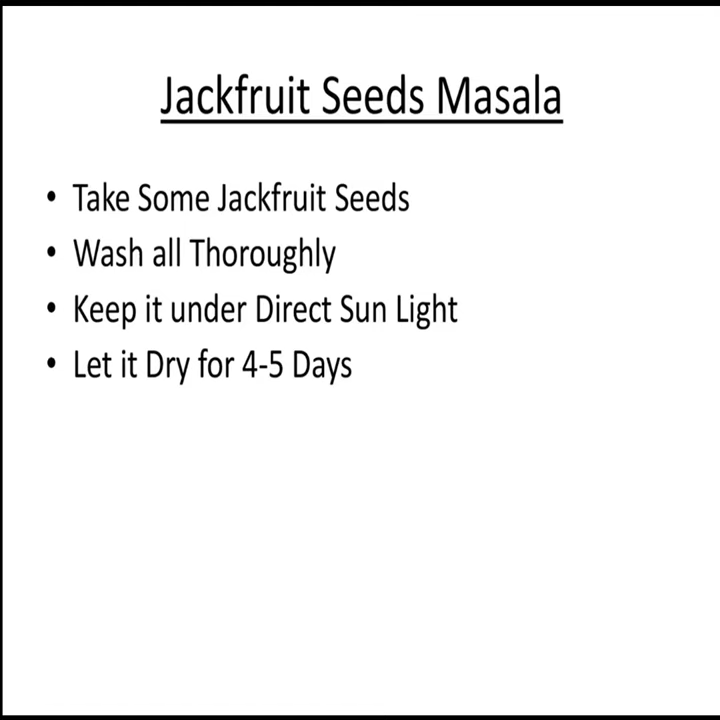 Jackfruit Seeds Masala
• Take Some Jackfruit Seeds
• Wash all Thoroughly
• Keep it under Direct Sun Light
• Let it Dry for 4-5 Days